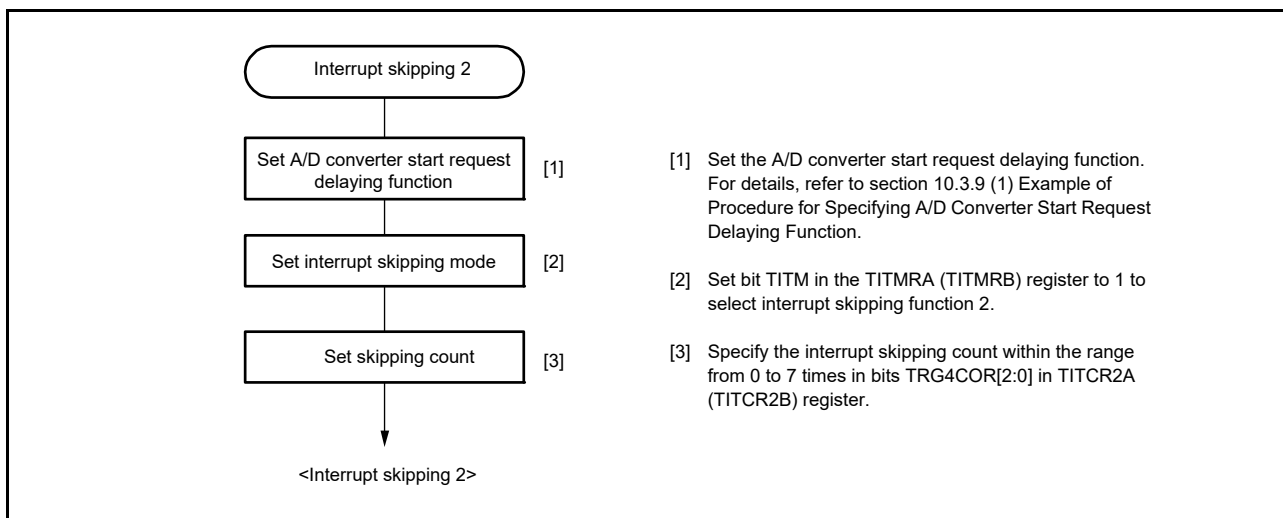 Interrupt skipping 2
Set A/D converter start request
delaying function
[1]
Set interrupt skipping mode
[2]
Set skipping count
[3]
<Interrupt skipping 2>
[1] Set the A/D converter start request delaying function.
For details, refer to section 10.3.9 (1) Example of
Procedure for Specifying A/D Converter Start Request
Delaying Function.
[2] Set bit TITM in the TITMRA (TITMRB) register to 1 to
select interrupt skipping function 2.
[3] Specify the interrupt skipping count within the range
from 0 to 7 times in bits TRG4COR[2:0] in TITCR2A
(TITCR2B) register.